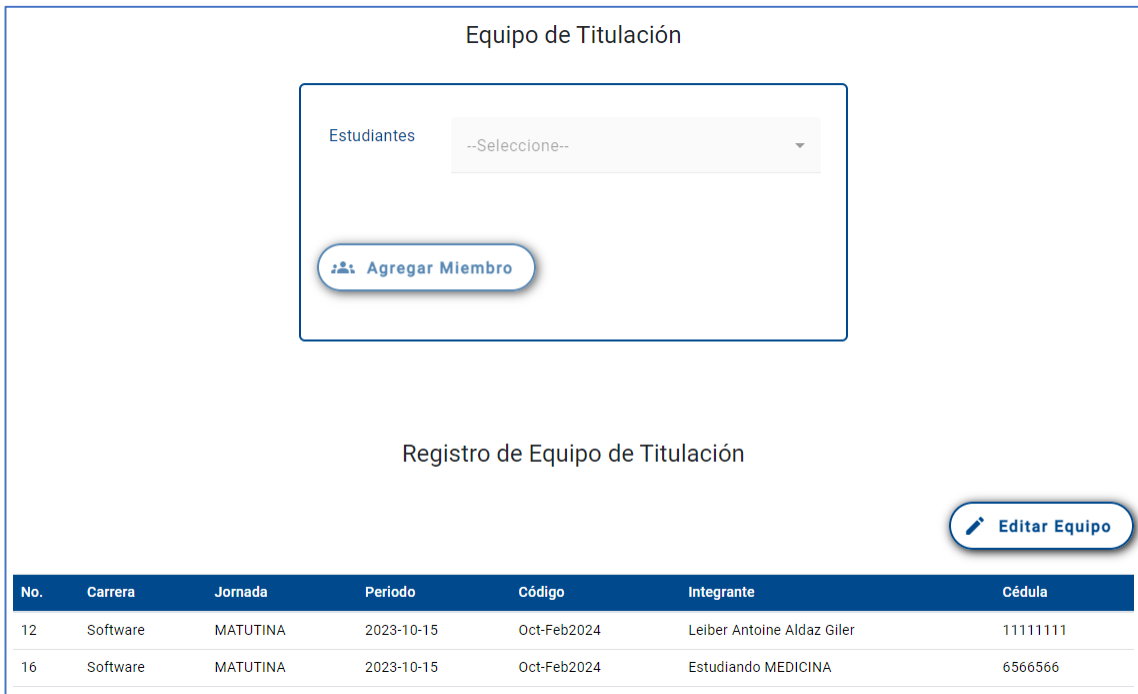 Equipo de Titulación
Estudiantes
--Seleccione--
Agregar Miembro
Registro de Equipo de Titulación
Editar Equipo
No. Carrera Jornada Periodo Código Integrante Cédula
12 Software MATUTINA 2023-10-15 Oct-Feb2024 Leiber Antoine Aldaz Giler 11111111
16 Software MATUTINA 2023-10-15 Oct-Feb2024 Estudiando MEDICINA 6566566